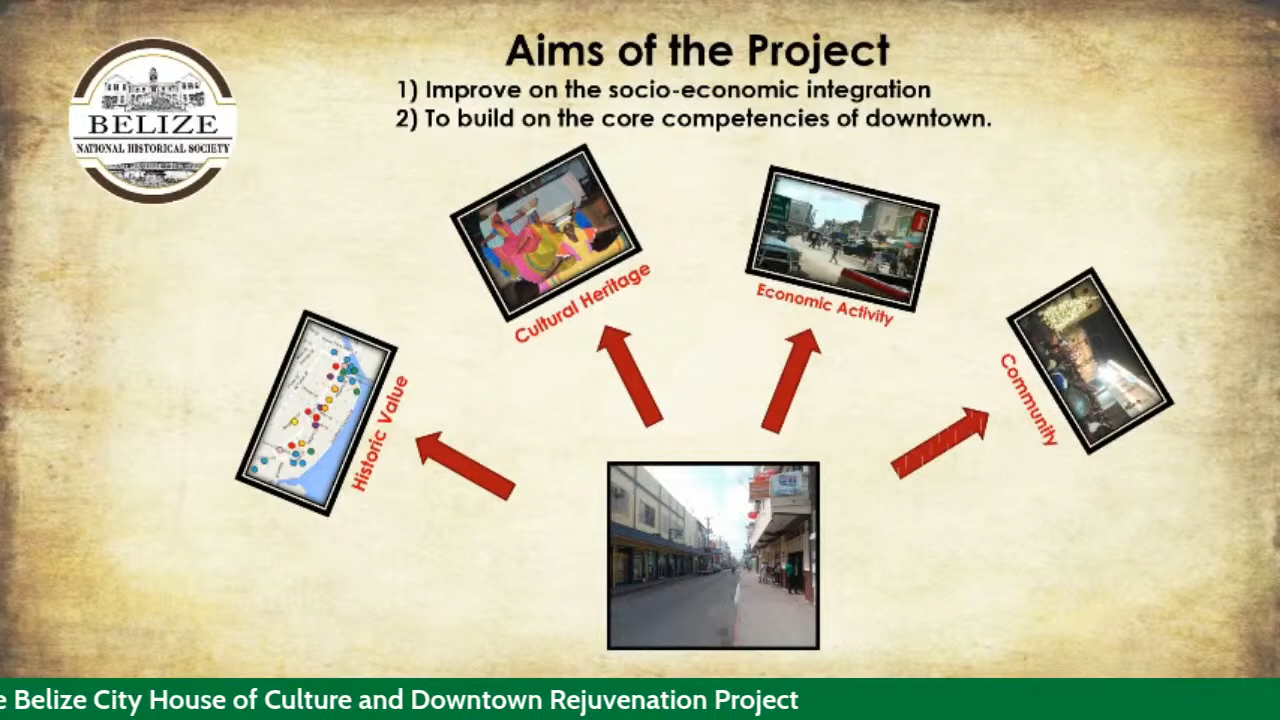 Aims of the Project
1) Improve on the socio-economic integration
2) To build on the core competencies of downtown.
BELIZE
NATIONAL HISTORICAL SOCIETY
Cultural Heritage
Economic Activity
Historic Value
Community
e Belize City House of Culture and Downtown Rejuvenation Project